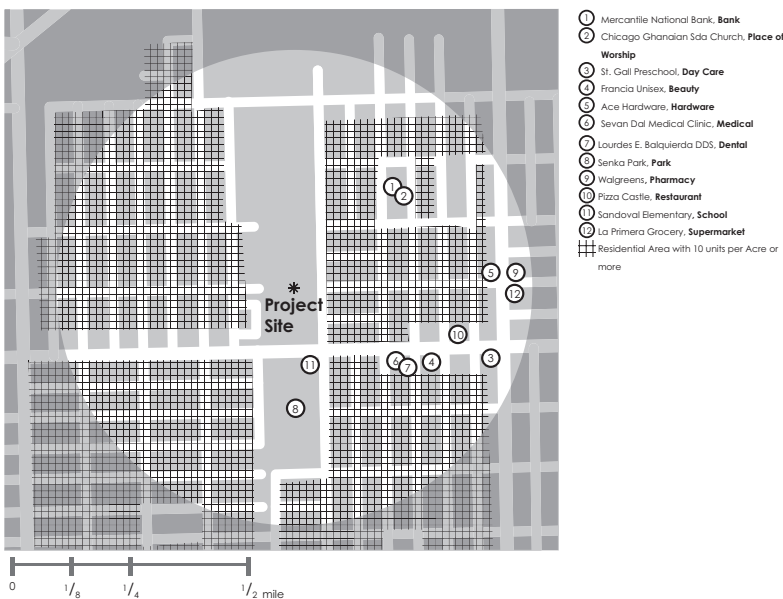 1 Mercantile National Bank, Bank
2 Chicago Ghanaian Sda Church, Place of
Worship
3 St. Gall Preschool, Day Care
4 Francia Unisex, Beauty
5 Ace Hardware, Hardware
6 Sevan Dal Medical Clinic, Medical
7 Lourdes E. Balquierda DDS, Dental
8 Senka Park, Park
9 Walgreens, Pharmacy
10 Pizza Castle, Restaurant
11 Sandoval Elementary, School
12 La Primera Grocery, Supermarket
Residential Area with 10 units per Acre or
more
1
2
5 9
12
Project
Site
10
11 6 7 4 3
8
0 1/8 1/4 1/2 mile